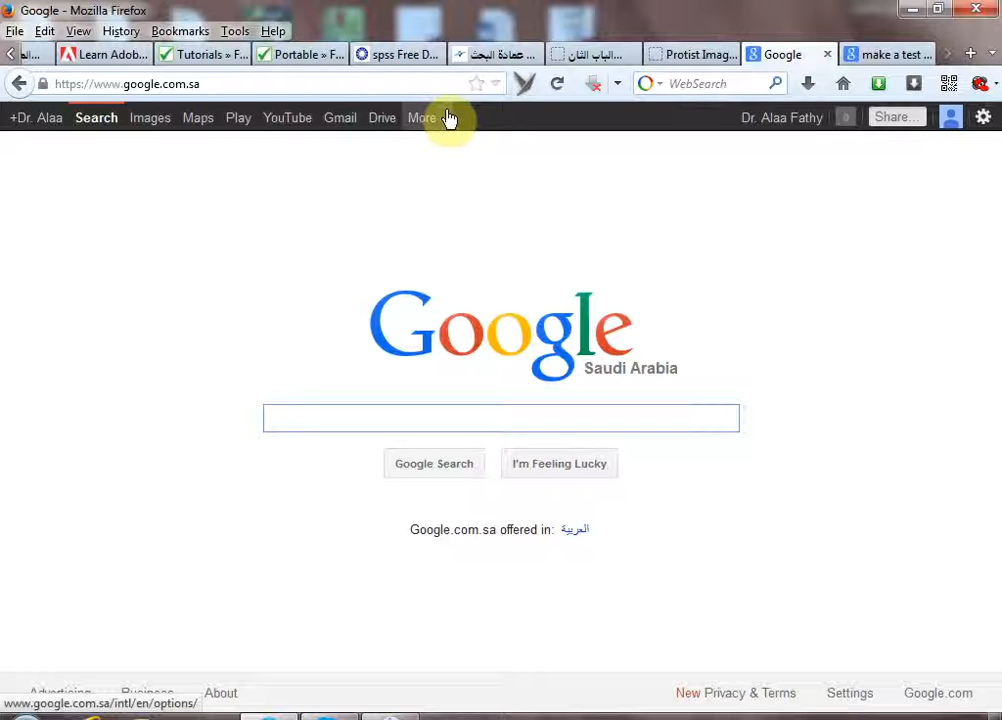 Google - Mozilla Firefox
File Edit View History Bookmarks Tools Help
Learn Adob... Tutorials » F... Portable » F... spss Free D... عمادة البحث ... الباب الثان... Protist Imag... Google make a test ...
https://www.google.com.sa WebSearch
+Dr. Alaa Search Images Maps Play YouTube Gmail Drive More Dr. Alaa Fathy 0 Share...
Google
Saudi Arabia
Google Search I'm Feeling Lucky
Google.com.sa offered in: العربية
About New Privacy & Terms Settings Google.com
www.google.com.sa/intl/en/options/